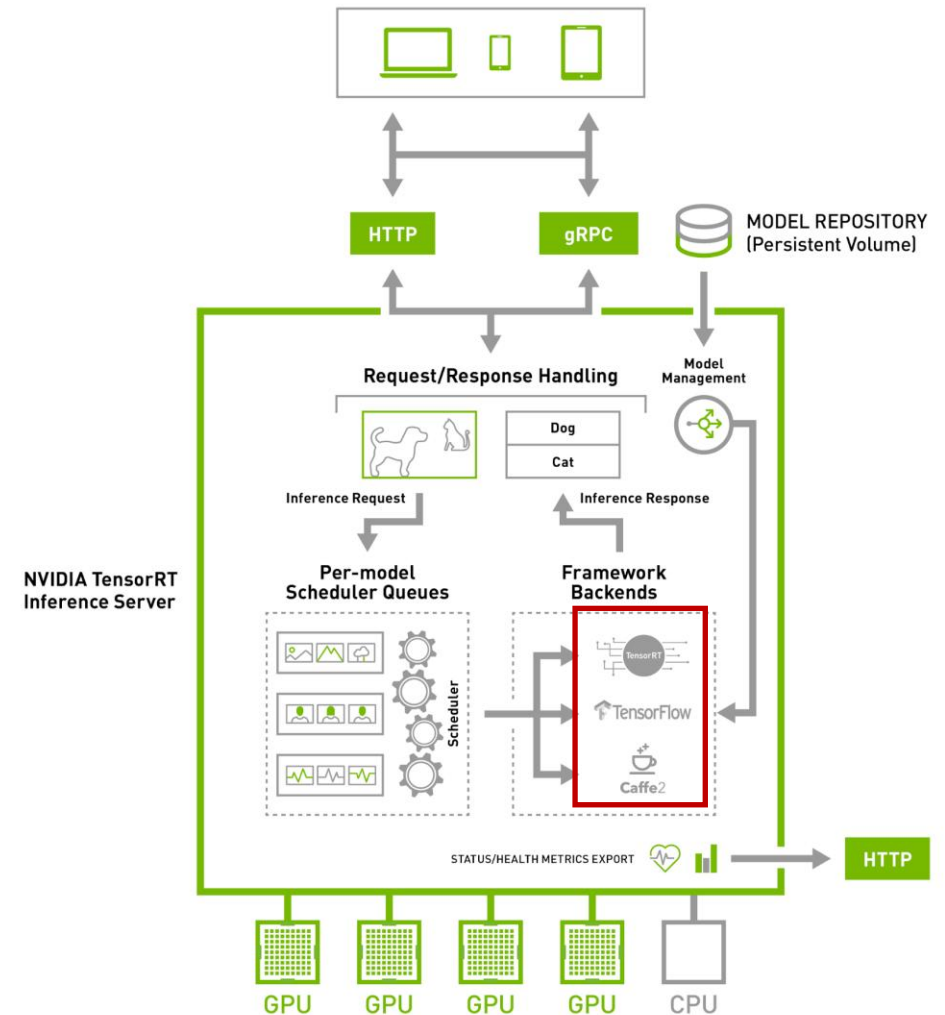 HTTP
gRPC
MODEL REPOSITORY
(Persistent Volume)
Model
Management
Request/Response Handling
Dog
Cat
Inference Request
Inference Response
NVIDIA TensorRT
Inference Server
Per-model
Scheduler Queues
Framework
Backends
Scheduler
TensorRT
TensorFlow
Caffe2
STATUS/HEALTH METRICS EXPORT
HTTP
GPU
GPU
GPU
GPU
CPU